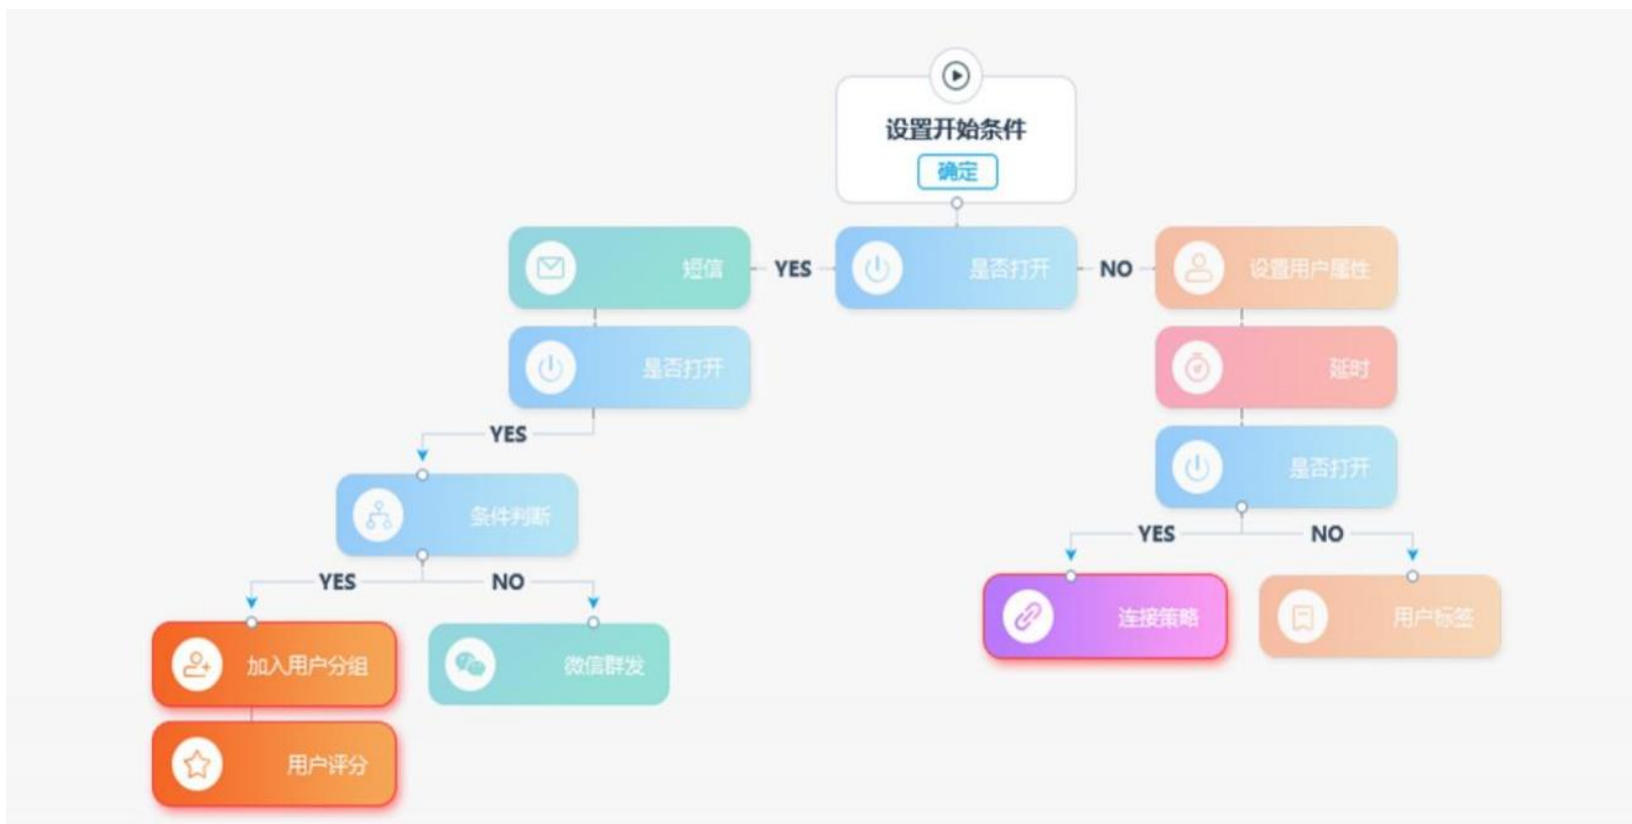 设置开始条件
确定
短信
YES
是否打开
NO
设置用户属性
是否打开
延时
YES
是否打开
条件判断
YES
NO
YES
NO
连接策略
用户标签
加入用户分组
微信群发
用户评分